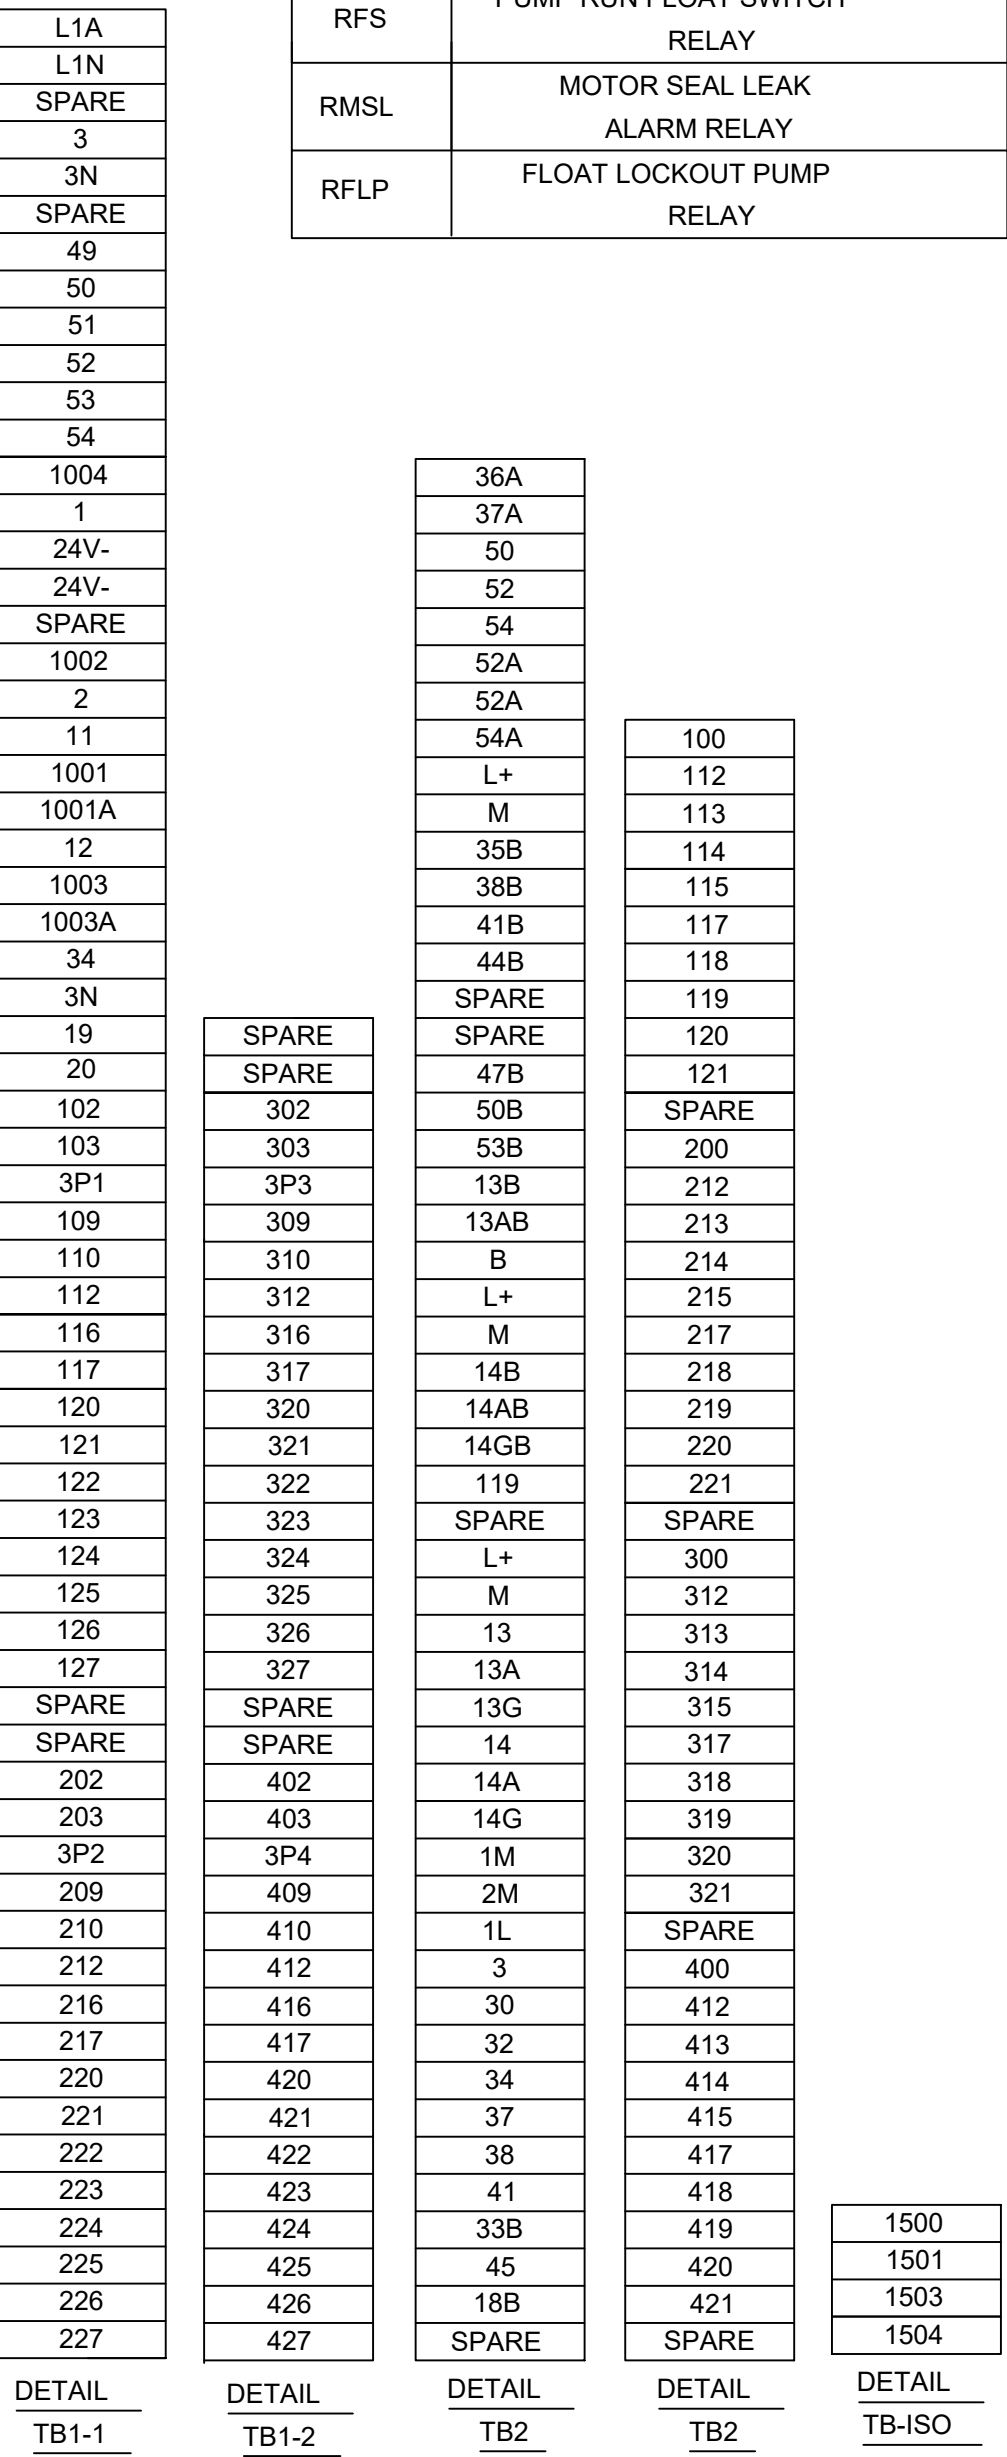 PUMP RUN FLOAT SWITCH
RFS
RELAY
MOTOR SEAL LEAK
RMSL
ALARM RELAY
FLOAT LOCKOUT PUMP
RFLP
RELAY
L1A
L1N
SPARE
3
3N
SPARE
49
50
51
52
53
54
1004
1
24V-
24V-
SPARE
1002
2
11
1001
1001A
12
1003
1003A
34
3N
19
20
102
103
3P1
109
110
112
116
117
120
121
122
123
124
125
126
127
SPARE
SPARE
202
203
3P2
209
210
212
216
217
220
221
222
223
224
225
226
227
DETAIL
TB1-1
SPARE
SPARE
302
303
3P3
309
310
312
316
317
320
321
322
323
324
325
326
327
SPARE
SPARE
402
403
3P4
409
410
412
416
417
420
421
422
423
424
425
426
427
DETAIL
TB1-2
36A
37A
50
52
54
52A
52A
54A
L+
M
35B
38B
41B
44B
SPARE
SPARE
47B
50B
53B
13B
13AB
B
L+
M
14B
14AB
14GB
119
SPARE
L+
M
13
13A
13G
14
14A
14G
1M
2M
1L
3
30
32
34
37
38
41
33B
45
18B
SPARE
DETAIL
TB2
100
112
113
114
115
117
118
119
120
121
SPARE
200
212
213
214
215
217
218
219
220
221
SPARE
300
312
313
314
315
317
318
319
320
321
SPARE
400
412
413
414
415
417
418
419
420
421
SPARE
DETAIL
TB2
1500
1501
1503
1504
DETAIL
TB-ISO